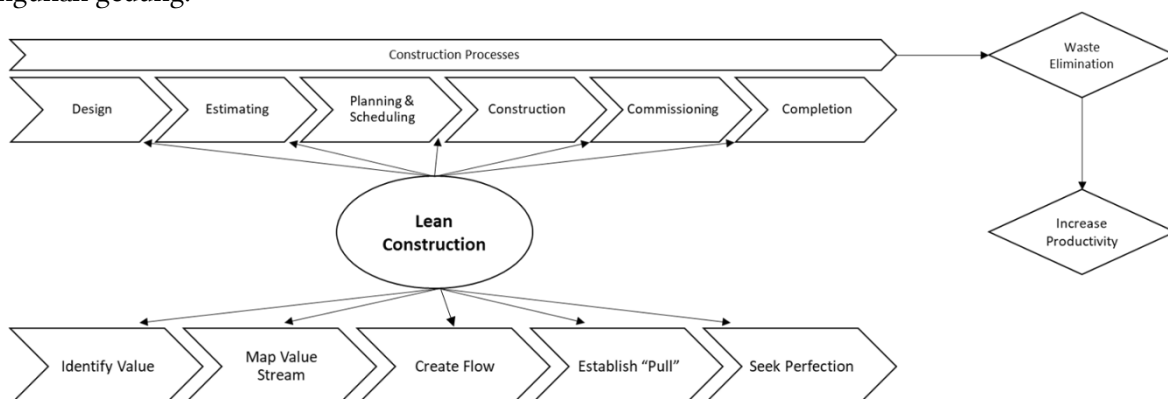 gedung.
Construction Processes
Waste
Elimination
Design
Estimating
Planning &
Scheduling
Construction
Commissioning
Completion
Lean
Construction
Increase
Productivity
Identify Value
Map Value
Stream
Create Flow
Establish “Pull”
Seek Perfection